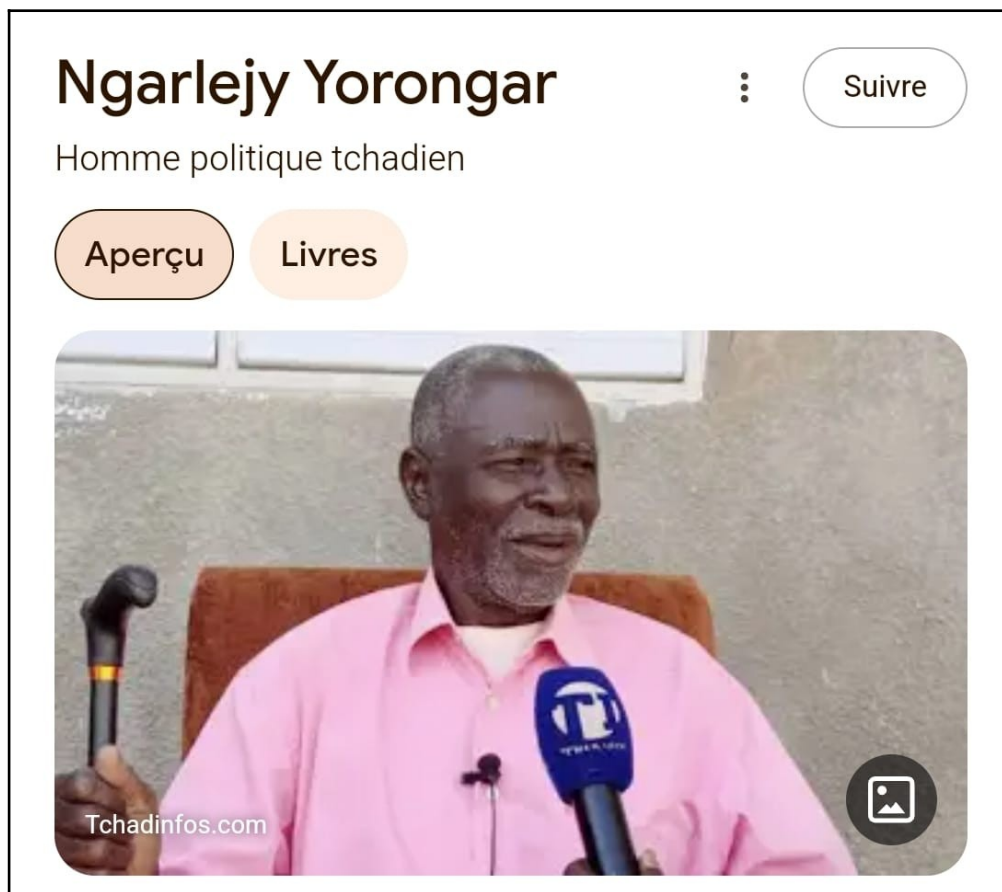 Ngarlejy Yorongar
Suivre
Homme politique tchadien
Aperçu
Livres
Tchadinfos.com